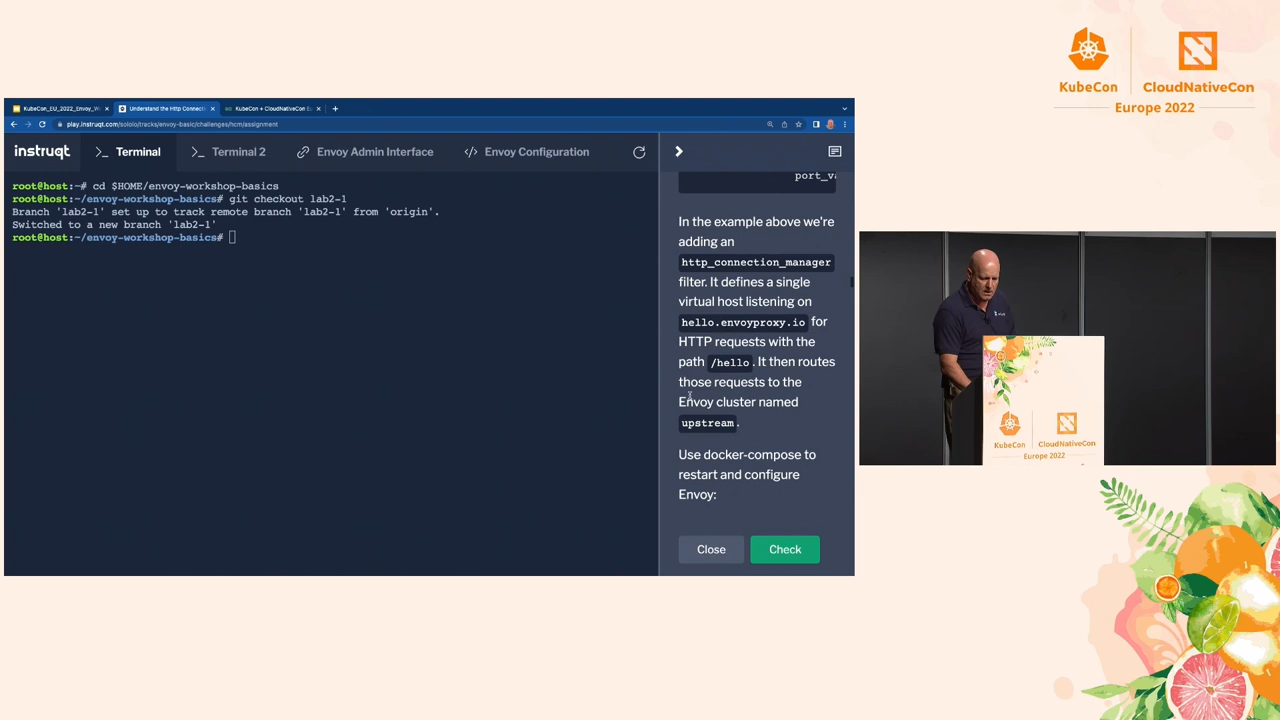 KubeCon
CloudNativeCon
Europe 2022
KubeCon_EU_2022_Envoy_W
Understand the Http Connecti
KubeCon + CloudNativeCon E
play.instruqt.com/soloio/tracks/envoy-basic/challenges/hcm/assignment
instruqt
Terminal
Terminal 2
Envoy Admin Interface
Envoy Configuration
root@host:~# cd $HOME/envoy-workshop-basics
root@host:~/envoy-workshop-basics# git checkout lab2-1
Branch 'lab2-1' set up to track remote branch 'lab2-1' from 'origin'.
Switched to a new branch 'lab2-1'
root@host:~/envoy-workshop-basics#
port_va
In the example above we're
adding an
http_connection_manager
filter. It defines a single
virtual host listening on
hello.envoyproxy.io for
HTTP requests with the
path /hello. It then routes
those requests to the
Envoy cluster named
upstream.
Use docker-compose to
restart and configure
Envoy:
Close
Check
KubeCon
CloudNativeCon
Europe 2022